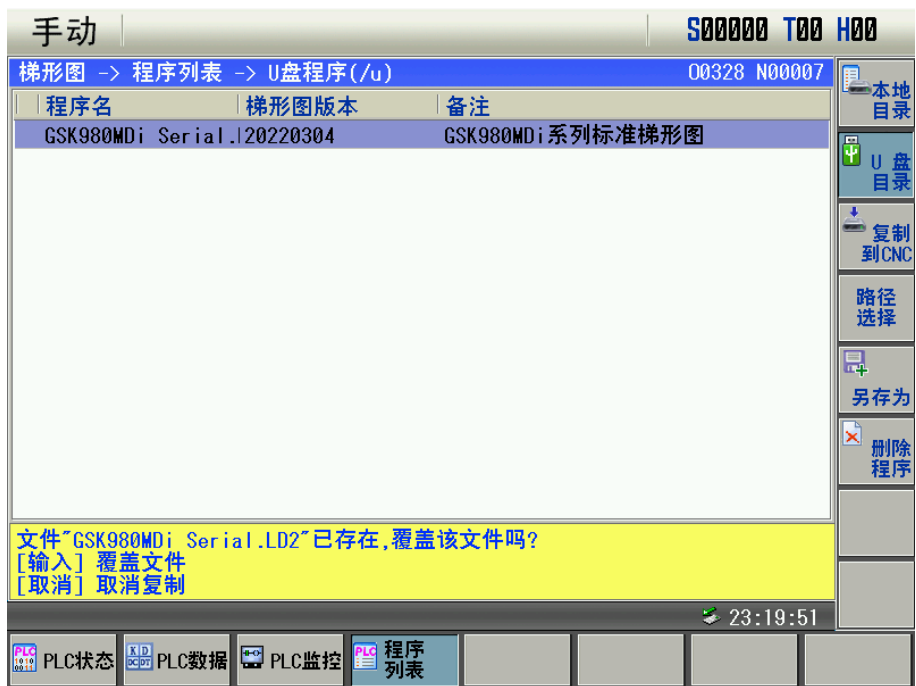 手动 S00000 T00 H00
梯形图 -> 程序列表 -> U盘程序(/u) O0328 N00007
程序名 梯形图版本 备注
GSK980MDi Serial. 20220304 GSK980MDi系列标准梯形图
本地
目录
U 盘
目录
复制
到CNC
路径
选择
另存为
删除
程序
文件"GSK980MDi Serial.LD2"已存在,覆盖该文件吗?
[输入] 覆盖文件
[取消] 取消复制
23:19:51
PLC状态 PLC数据 PLC监控 程序
列表